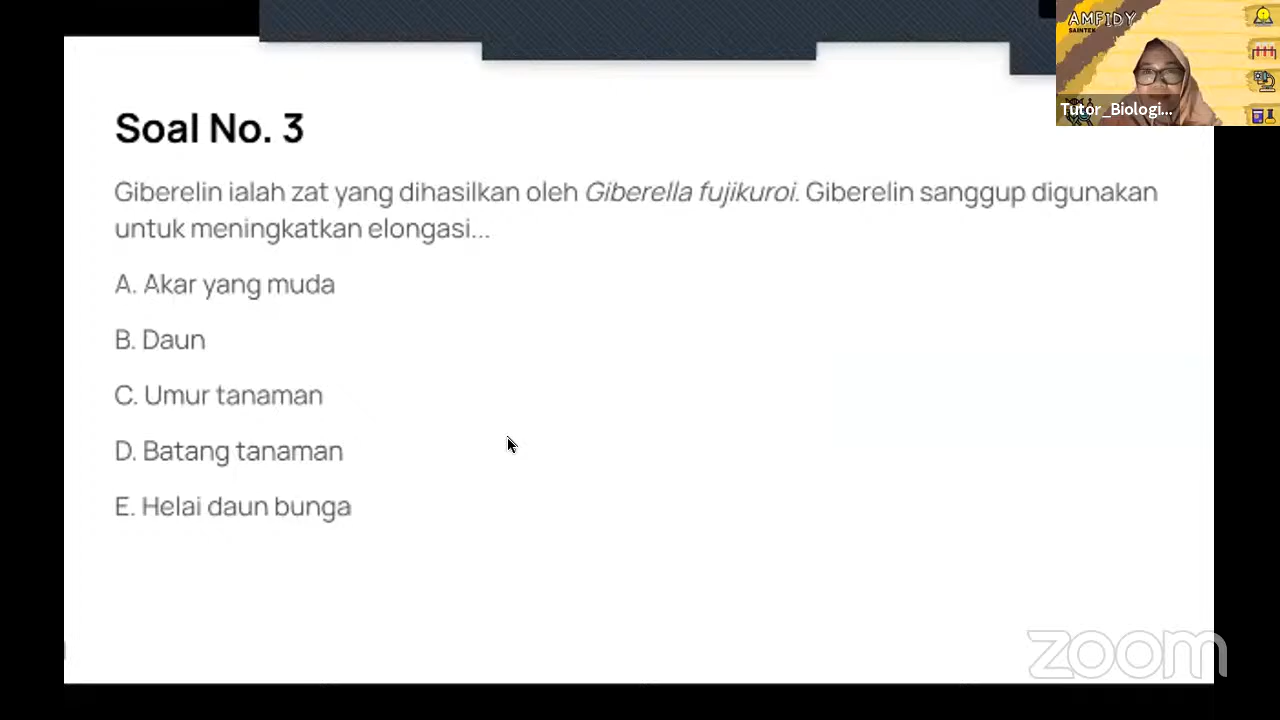 AMFIDY
SAINTEK
Tutor_Biologi...
Soal No. 3
Giberelin ialah zat yang dihasilkan oleh Giberella fujikuroi. Giberelin sanggup digunakan
untuk meningkatkan elongasi...
A. Akar yang muda
B. Daun
C. Umur tanaman
D. Batang tanaman
E. Helai daun bunga
zoom